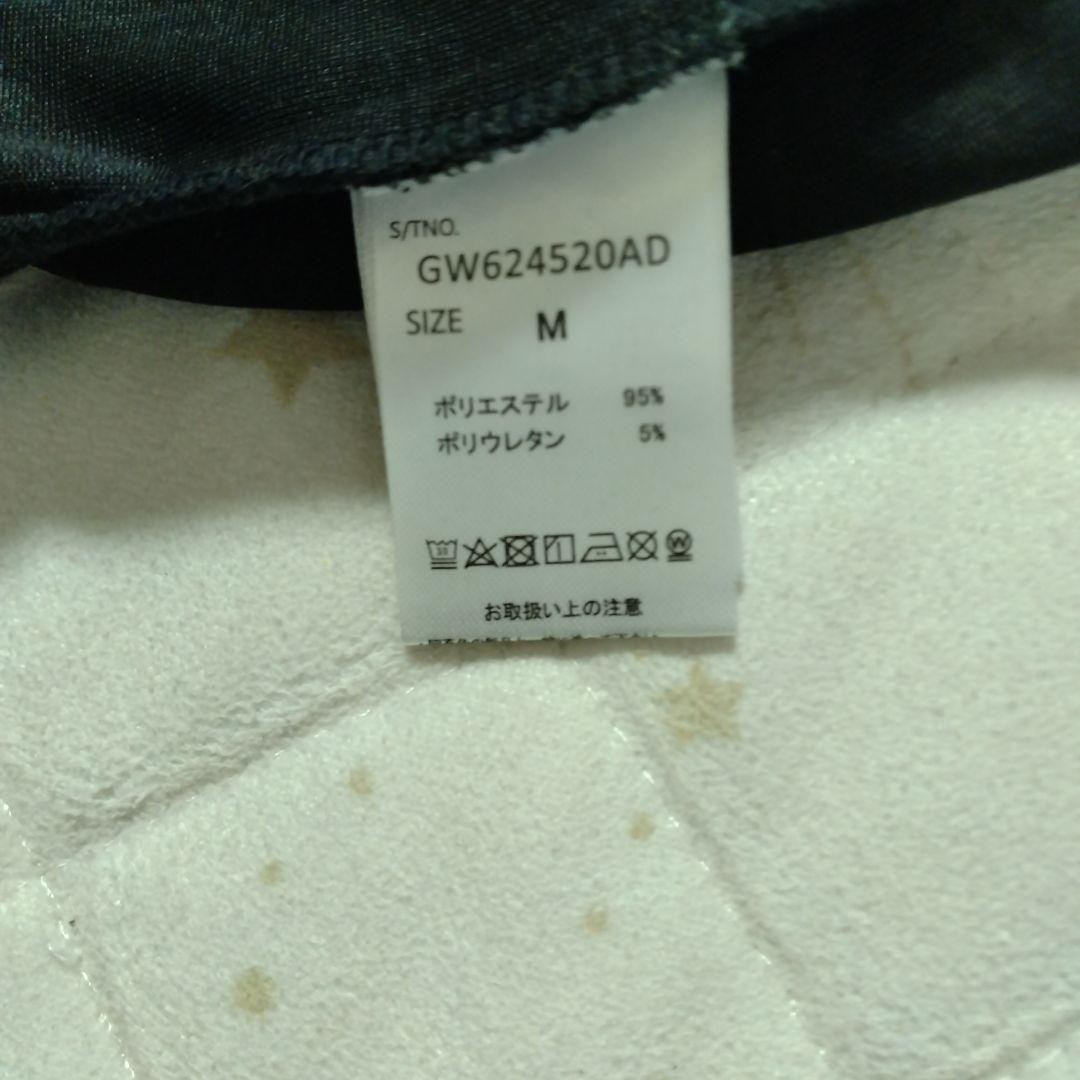 S/TNO.
GW624520AD
SIZE M
ポリエステル 95%
ポリウレタン 5%
お取扱い上の注意